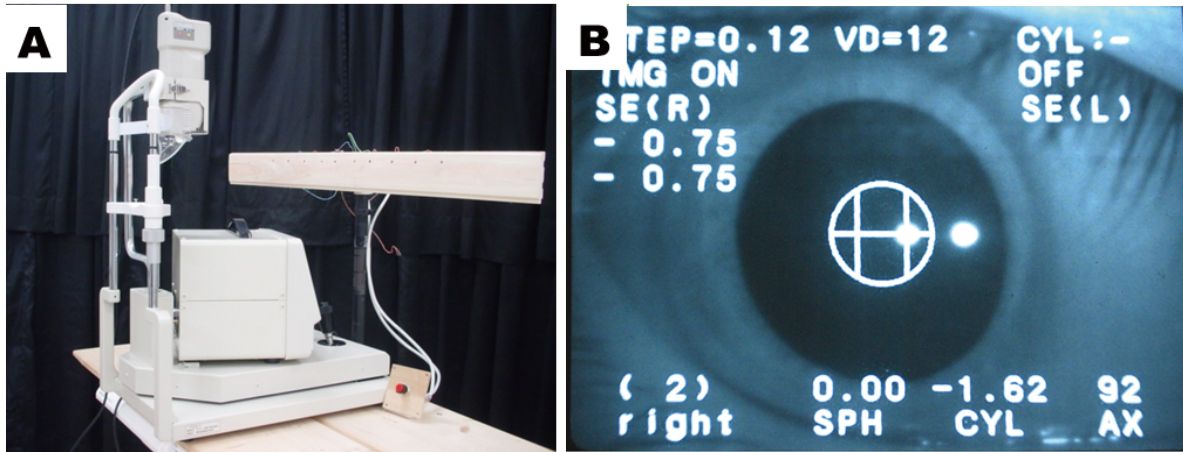 A
B
TEP=0.12 VD=12 CYL:-
IMG ON OFF
SE(R) SE(L)
- 0.75
- 0.75
( 2) 0.00 -1.62 92
right SPH CYL AX